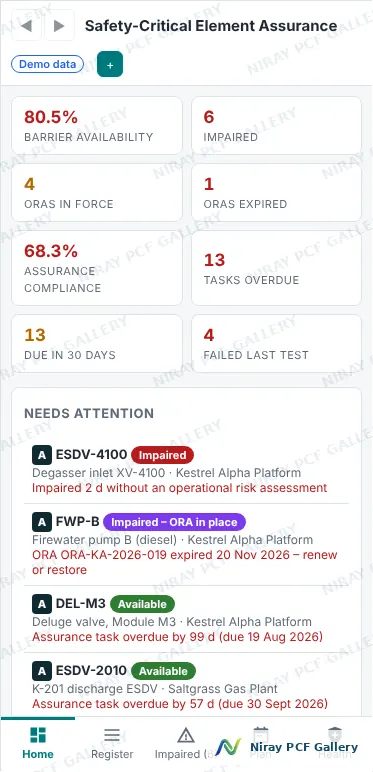 Safety-Critical Element Assurance
Demo data
+
80.5%
BARRIER AVAILABILITY
6
IMPAIRED
4
ORAS IN FORCE
1
ORAS EXPIRED
68.3%
ASSURANCE
COMPLIANCE
13
TASKS OVERDUE
13
DUE IN 30 DAYS
4
FAILED LAST TEST
NEEDS ATTENTION
A ESDV-4100 Impaired
Degasser inlet XV-4100 · Kestrel Alpha Platform
Impaired 2 d without an operational risk assessment
A FWP-B Impaired – ORA in place
Firewater pump B (diesel) · Kestrel Alpha Platform
ORA ORA-KA-2026-019 expired 20 Nov 2026 – renew
or restore
A DEL-M3 Available
Deluge valve, Module M3 · Kestrel Alpha Platform
Assurance task overdue by 99 d (due 19 Aug 2026)
A ESDV-2010 Available
K-201 discharge ESDV · Saltgrass Gas Plant
Assurance task overdue by 57 d (due 30 Sept 2026)
Home
Register
Impaired
Plan
Health
Niray PCF Gallery
NIRAY PCF GALLERY